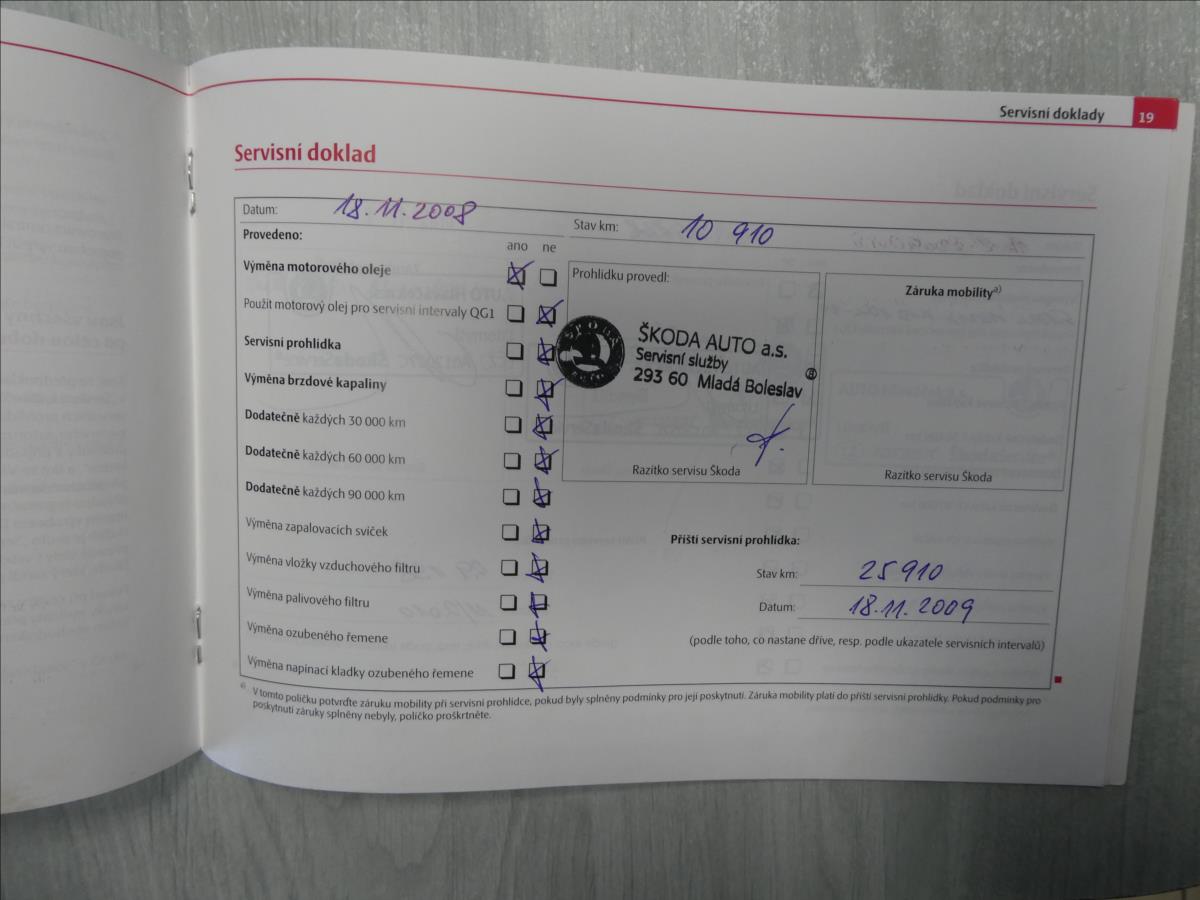 Servisní doklady 19
Servisní doklad
Datum: 18.11.2008
Stav km: 10 910
Provedeno:
ano ne
Výměna motorového oleje
Použit motorový olej pro servisní intervaly QG1
Servisní prohlídka
Výměna brzdové kapaliny
Dodatečně každých 30 000 km
Dodatečně každých 60 000 km
Dodatečně každých 90 000 km
Výměna zapalovacích svíček
Výměna vložky vzduchového filtru
Výměna palivového filtru
Výměna ozubeného řemene
Výměna napínací kladky ozubeného řemene
Prohlídku provedl:
ŠKODA AUTO a.s.
Servisní služby
293 60 Mladá Boleslav
Razítko servisu Škoda
Záruka mobility a)
Razítko servisu Škoda
Příští servisní prohlídka:
Stav km: 25910
Datum: 18.11.2009
(podle toho, co nastane dříve, resp. podle ukazatele servisních intervalů)
a) V tomto políčku potvrďte záruku mobility při servisní prohlídce, pokud byly splněny podmínky pro její poskytnutí. Záruka mobility platí do příští servisní prohlídky. Pokud podmínky pro
poskytnutí záruky splněny nebyly, políčko proškrtněte.